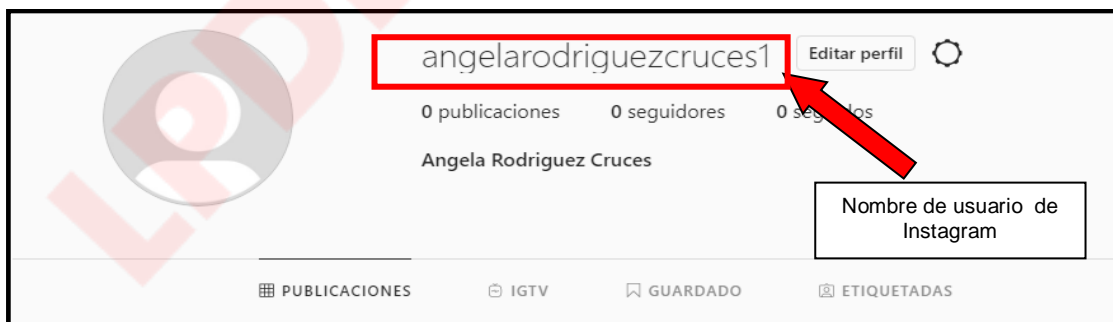 angelarodriguezcruces1 Editar perfil
0 publicaciones 0 seguidores 0 seguidos
Angela Rodriguez Cruces
Nombre de usuario de
Instagram
PUBLICACIONES IGTV GUARDADO ETIQUETADAS